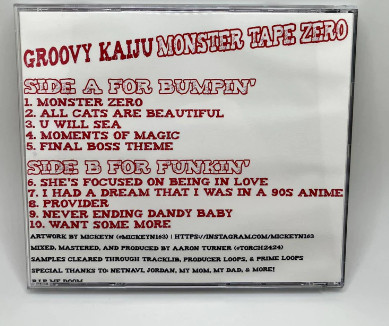 GROOVY KAIJU MONSTER TAPE ZERO
SIDE A FOR BUMPIN'
1. MONSTER ZERO
2. ALL CATS ARE BEAUTIFUL
3. U WILL SEA
4. MOMENTS OF MAGIC
5. FINAL BOSS THEME
SIDE B FOR FUNKIN'
6. SHE'S FOCUSED ON BEING IN LOVE
7. I HAD A DREAM THAT I WAS IN A 90S ANIME
8. PROVIDER
9. NEVER ENDING DANDY BABY
10. WANT SOME MORE
ARTWORK BY MICKEYN (@MICKEYN163) | HTTPS://INSTAGRAM.COM/MICKEYN163
MIXED, MASTERED, AND PRODUCED BY AARON TURNER (@TORCH2424)
SAMPLES CLEARED THROUGH TRACKLIB, PRODUCER LOOPS, & PRIME LOOPS
SPECIAL THANKS TO: NETNAVI, JORDAN, MY MOM, MY DAD, & MORE!
R.I.P MF DOOM